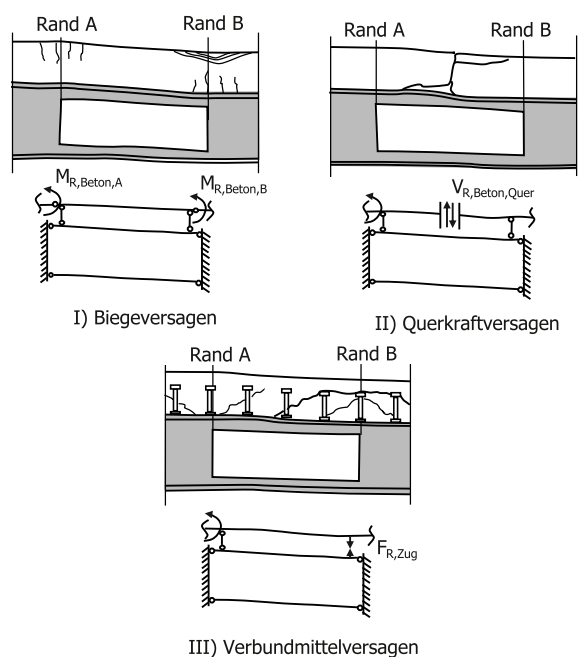 Rand A Rand B
M_R,Beton,A
M_R,Beton,B
I) Biegeversagen
Rand A Rand B
V_R,Beton,Quer
II) Querkraftversagen
Rand A Rand B
F_R,Zug
III) Verbundmittelversagen